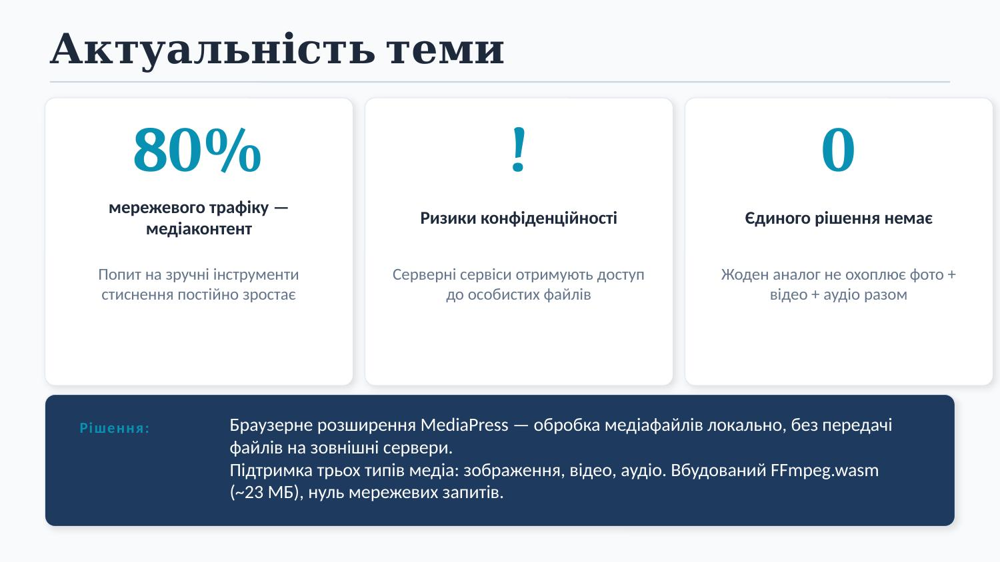 Актуальність теми
80%
мережевого трафіку —
медіаконтент
Попит на зручні інструменти
стиснення постійно зростає
!
Ризики конфіденційності
Серверні сервіси отримують доступ
до особистих файлів
0
Єдиного рішення немає
Жоден аналог не охоплює фото +
відео + аудіо разом
Рішення:
Браузерне розширення MediaPress — обробка медіафайлів локально, без передачі
файлів на зовнішні сервери.
Підтримка трьох типів медіа: зображення, відео, аудіо. Вбудований FFmpeg.wasm
(~23 МБ), нуль мережевих запитів.